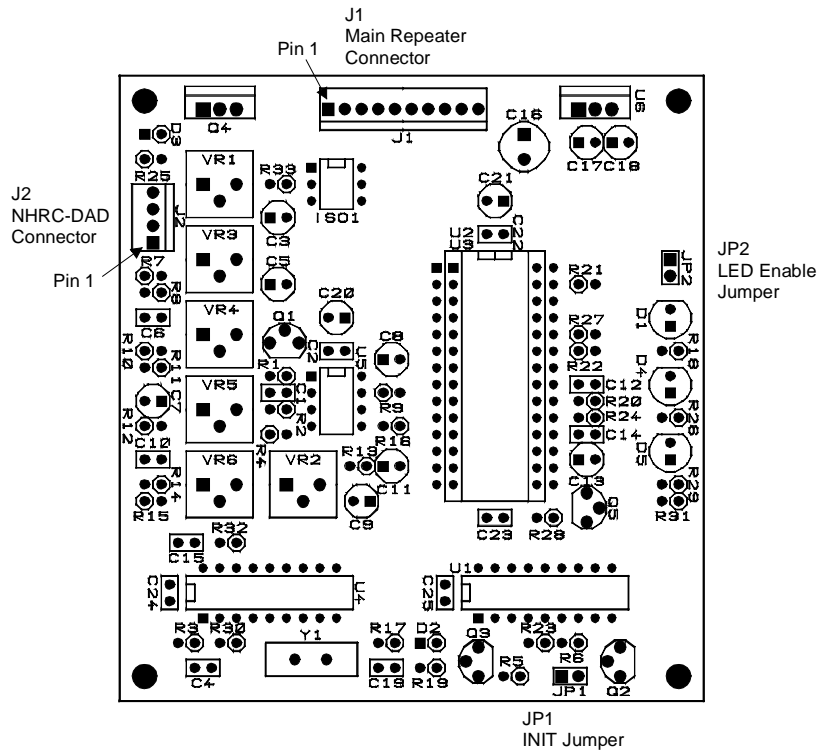 J1
Main Repeater
Connector
Pin 1
J2
NHRC-DAD
Connector
Pin 1
JP2
LED Enable
Jumper
JP1
INIT Jumper
Q4
J1
C16
U6
D3
R25
VR1
R33
ISO1
C17
C18
C21
J2
C3
U2
U3
C22
VR3
R7
R8
C5
R21
JP2
C6
VR4
C20
Q1
C2
U5
C8
R27
D1
R10
R11
R1
R22
R18
C7
VR5
C1
R9
C12
D4
R12
R2
R20
R24
R26
C10
R4
R16
C14
D5
VR6
VR2
R13
C11
C13
R14
R15
C9
Q5
R29
R31
R32
C23
R28
C15
C24
U4
C25
U1
R3
R30
Y1
R17
D2
Q3
R23
R6
C4
C19
R19
R5
JP1
Q2